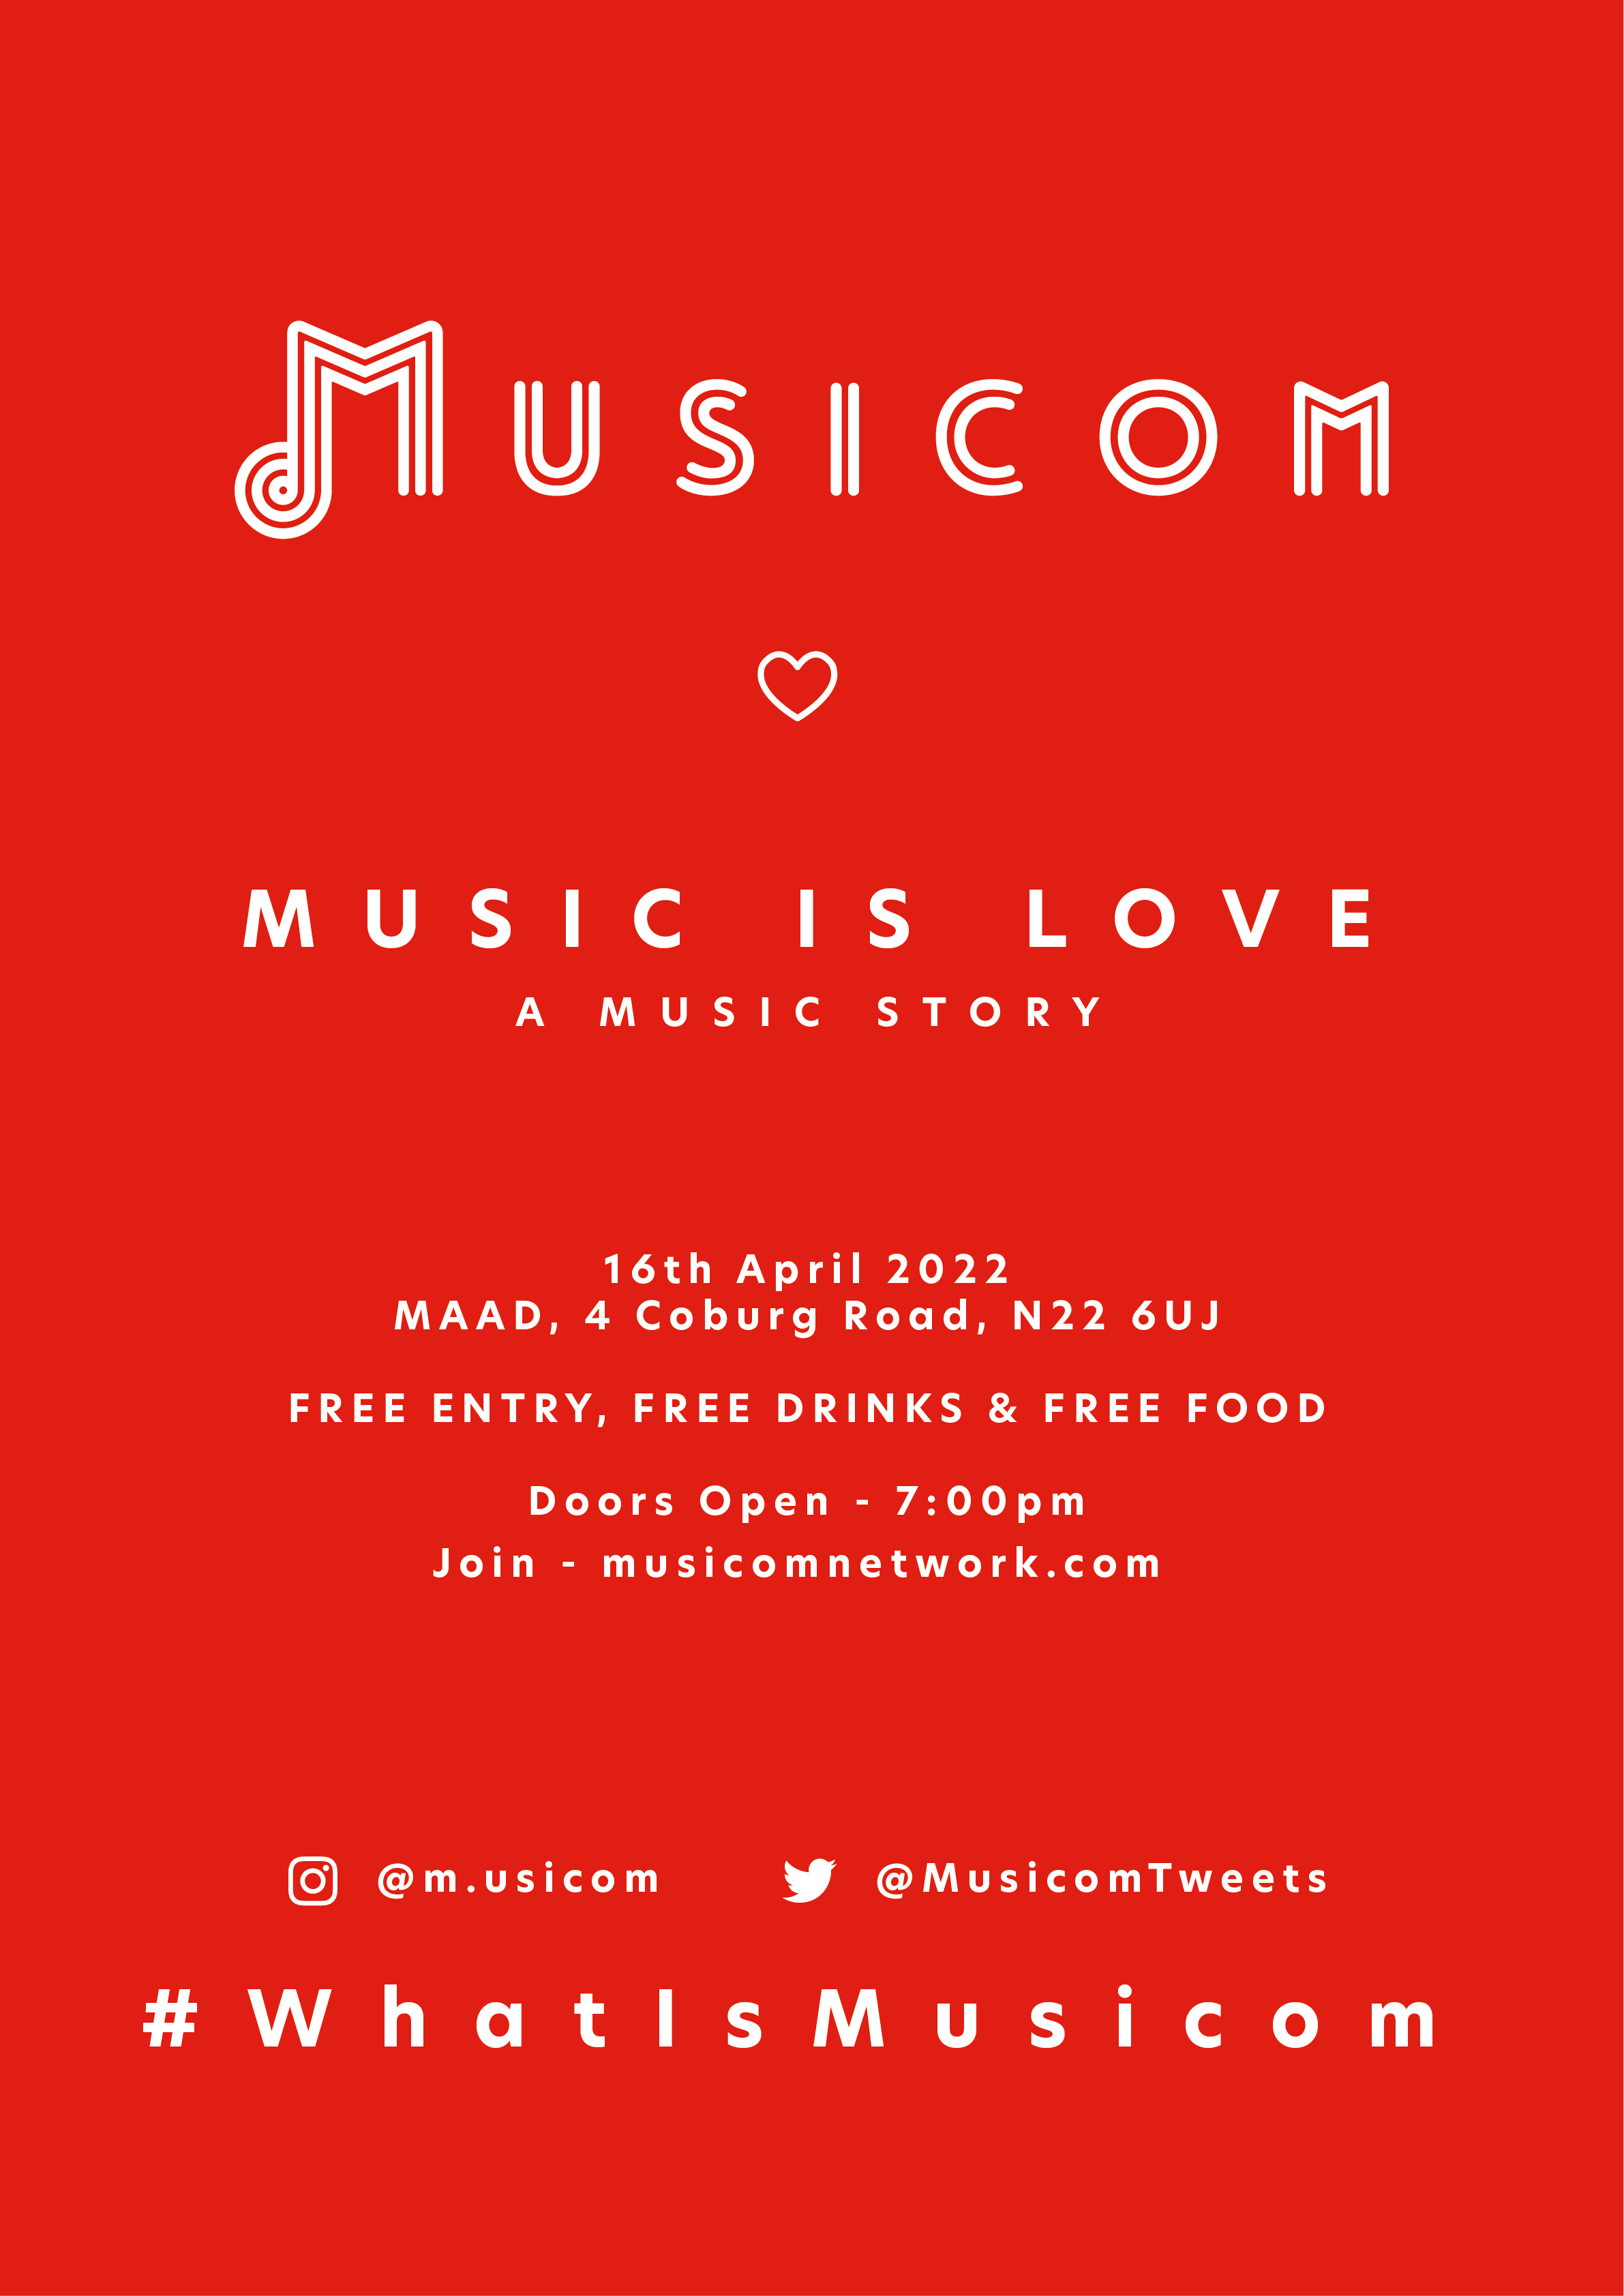 MUSICOM
MUSIC IS LOVE
A MUSIC STORY
16th April 2022
MAAD, 4 Coburg Road, N22 6UJ
FREE ENTRY, FREE DRINKS & FREE FOOD
Doors Open - 7:00pm
Join - musicomnetwork.com
@m.usicom @MusicomTweets
#WhatIsMusicom